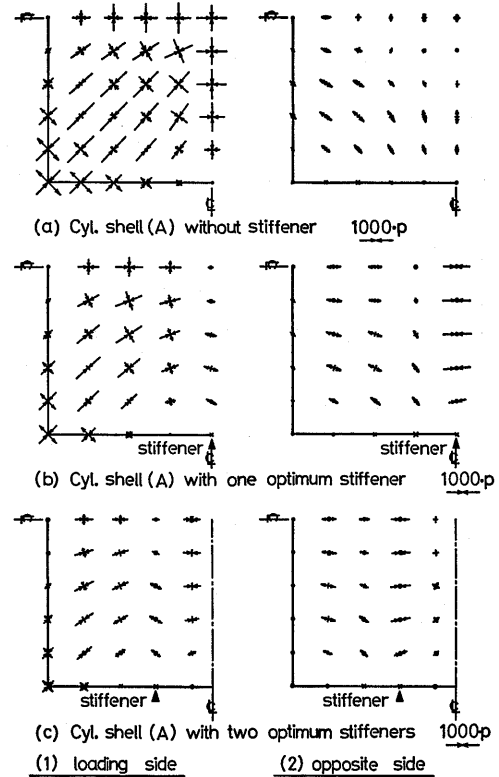 (a) Cyl. shell (A) without stiffener 1000·p
stiffener stiffener
(b) Cyl. shell (A) with one optimum stiffener 1000·p
stiffener stiffener
(c) Cyl. shell (A) with two optimum stiffeners 1000p
(1) loading side (2) opposite side